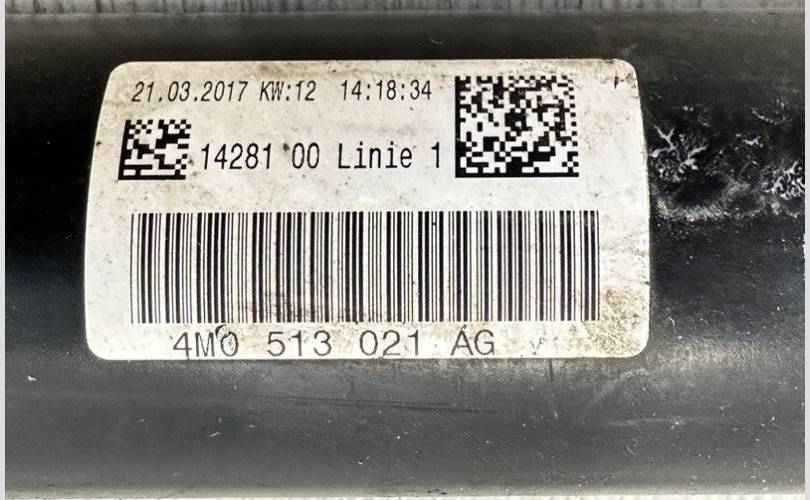 21.03.2017 KW:12 14:18:34
14281 00 Linie 1
4M0 513 021 AG